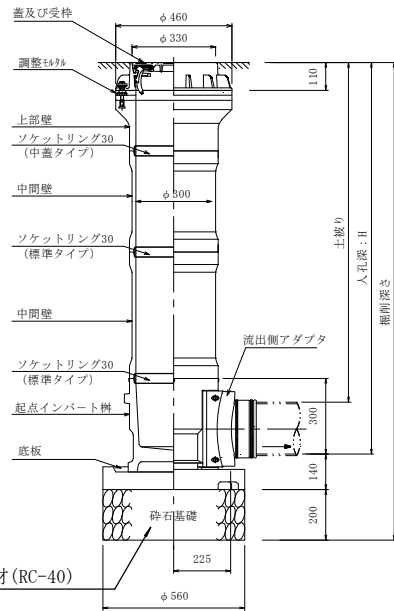 φ460
蓋及び受枠
φ330
調整ﾓﾙﾀﾙ
110
上部壁
ソケットリング30
(中蓋タイプ)
中間壁
φ300
ソケットリング30
(標準タイプ)
土被り
人孔深:H
掘削深さ
中間壁
流出側アダプタ
ソケットリング30
(標準タイプ)
起点インバート桝
300
底板
140
砕石基礎
200
材(RC-40)
225
φ560